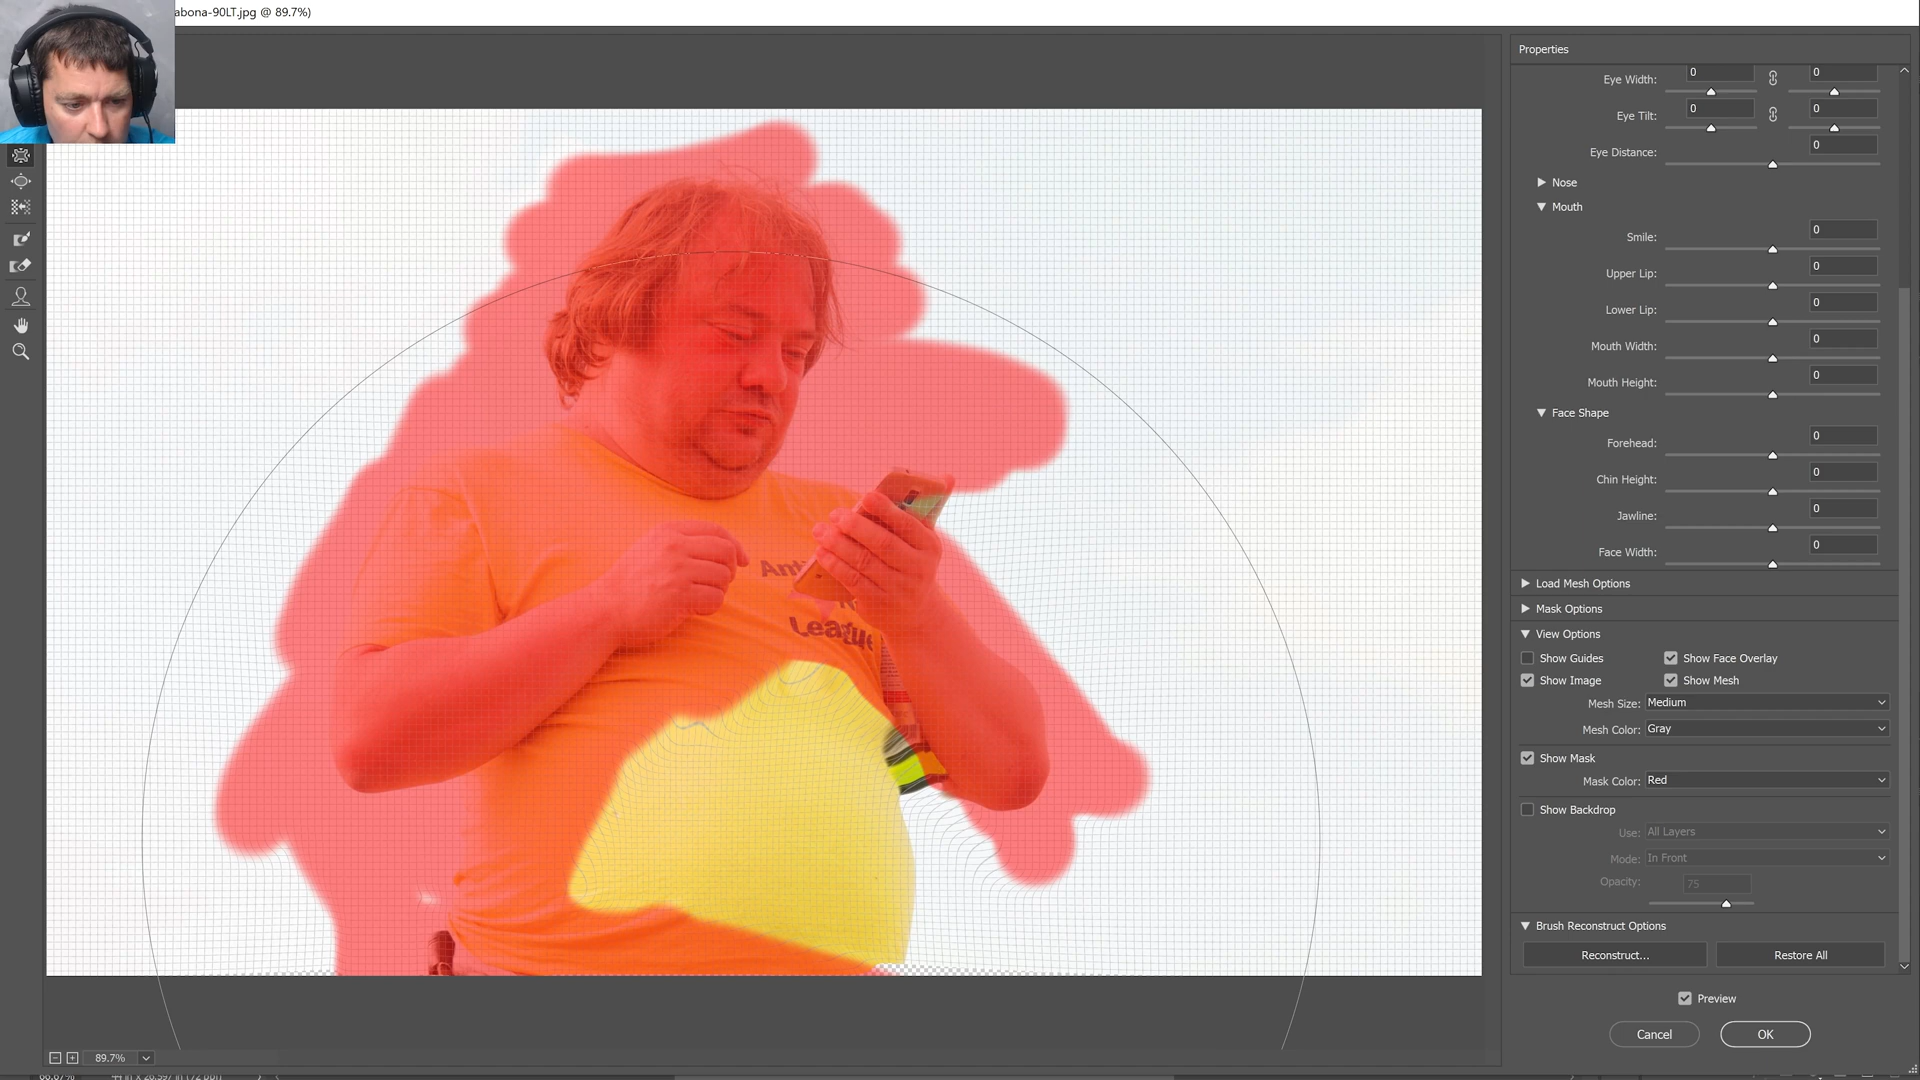 abona-90LT.jpg @ 89.7%)
Properties
Eye Width: 0 0
Eye Tilt: 0 0
Eye Distance: 0
Nose
Mouth
Smile: 0
Upper Lip: 0
Lower Lip: 0
Mouth Width: 0
Mouth Height: 0
Face Shape
Forehead: 0
Chin Height: 0
Jawline: 0
Face Width: 0
Load Mesh Options
Mask Options
View Options
Show Guides Show Face Overlay
Show Image Show Mesh
Mesh Size: Medium
Mesh Color: Gray
Show Mask
Mask Color: Red
Show Backdrop
Use: All Layers
Mode: In Front
Opacity: 75
Brush Reconstruct Options
Reconstruct... Restore All
Preview
Cancel OK
League
89.7%